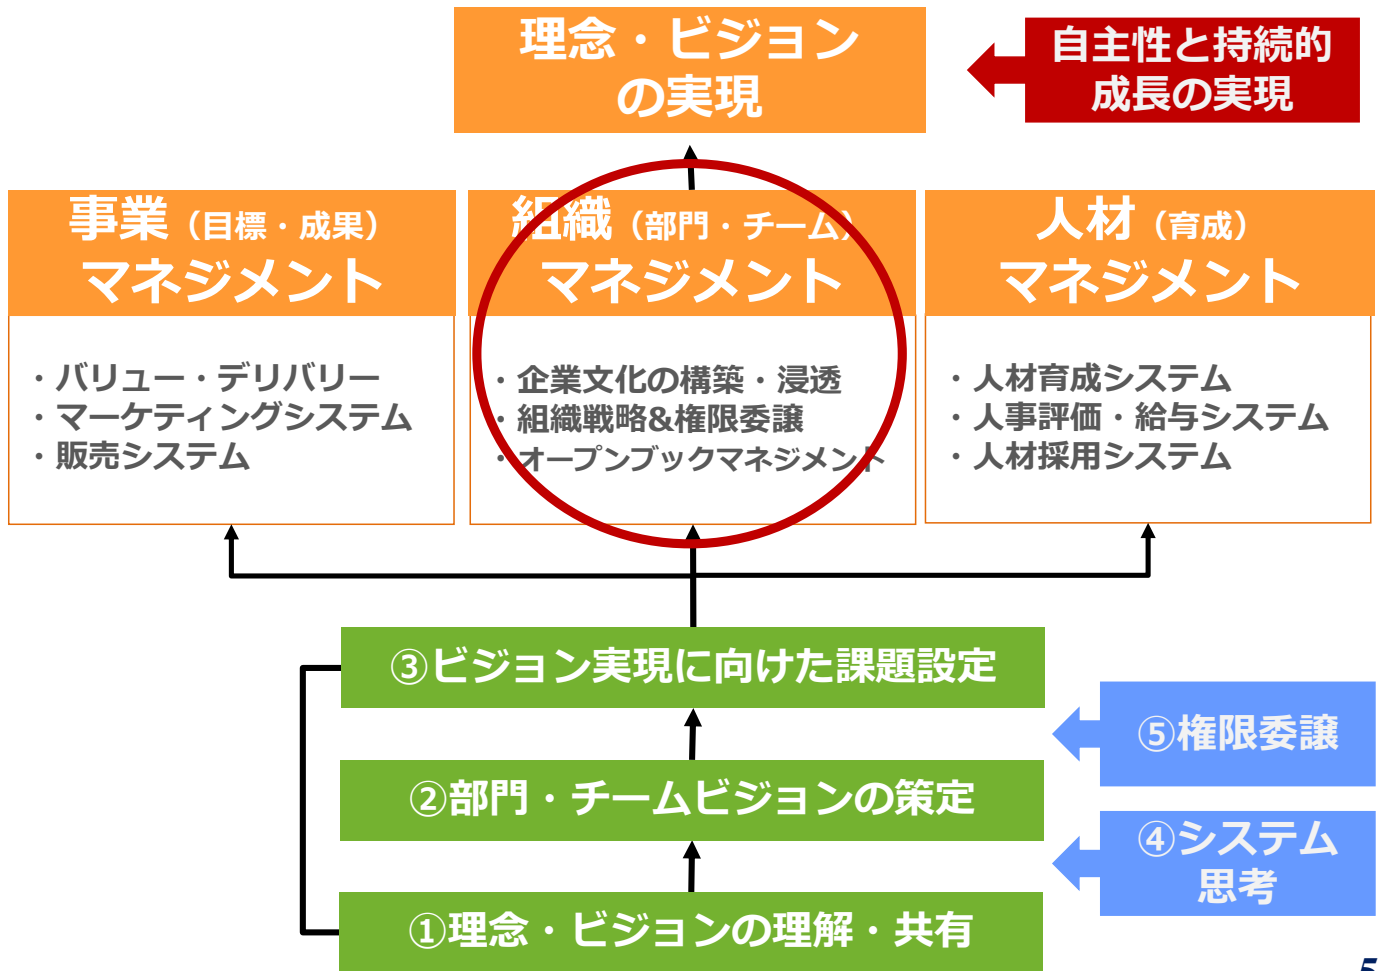 理念・ビジョン
の実現
自主性と持続的
成長の実現
事業（目標・成果）
マネジメント
・バリュー・デリバリー
・マーケティングシステム
・販売システム
組織（部門・チーム）
マネジメント
・企業文化の構築・浸透
・組織戦略&権限委譲
・オープンブックマネジメント
人材（育成）
マネジメント
・人材育成システム
・人事評価・給与システム
・人材採用システム
③ビジョン実現に向けた課題設定
⑤権限委譲
②部門・チームビジョンの策定
④システム
思考
①理念・ビジョンの理解・共有
5